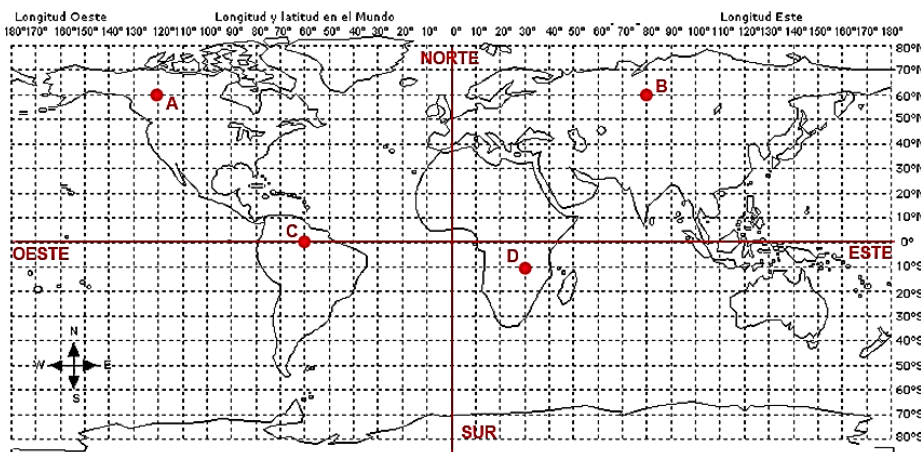 Longitud Oeste Longitud y latitud en el Mundo Longitud Este
180° 170° 160° 150° 140° 130° 120° 110° 100° 90 80 70 60 50 40 30 20 10 0° 10 20 30 40 50 60 70 80 90 100° 110° 120° 130° 140° 150° 160° 170° 180°
80°N
NORTE
70°N
A B
60°N
50°N
40°N
30°N
20°N
10°N
C
0°
OESTE ESTE
D
10°S
20°S
30°S
N
40°S
W E
50°S
S
60°S
70°S
SUR
80°S